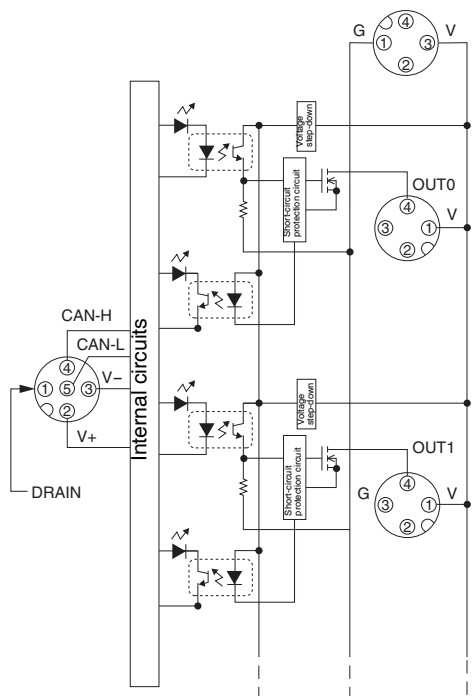 G
V
4
1
3
2
Voltage
step-down
OUT0
4
V
3
1
2
Short-circuit
protection circuit
Internal circuits
CAN-H
CAN-L
4
1
5
3
V−
2
V+
DRAIN
Voltage
step-down
OUT1
4
G
V
3
1
2
Short-circuit
protection circuit